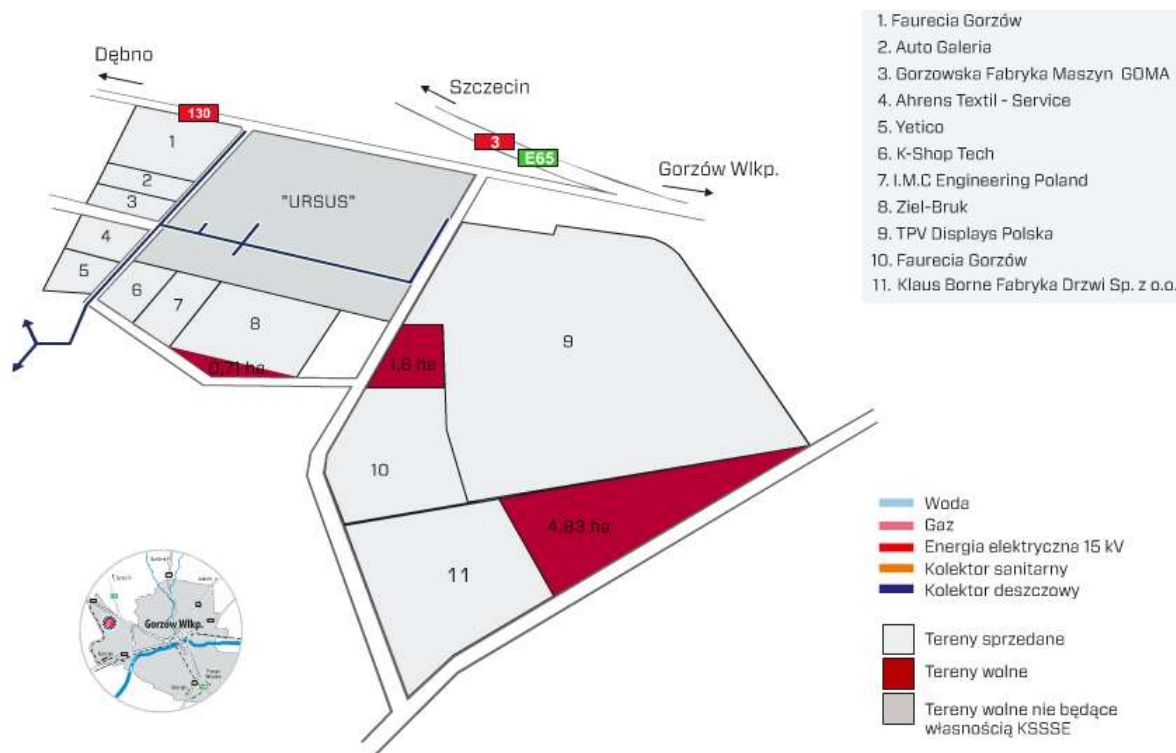 1. Faurecia Gorzów
2. Auto Galeria
3. Gorzowska Fabryka Maszyn GOMA
4. Ahrens Textil - Service
5. Yetico
6. K-Shop Tech
7. I.M.C Engineering Poland
8. Ziel-Bruk
9. TPV Displays Polska
10. Faurecia Gorzów
11. Klaus Borne Fabryka Drzwi Sp. z o.o.
Dębno
Szczecin
130
3
E65
Gorzów Wlkp.
1
2
3
"URSUS"
4
5
6
7
8
9
0,71 ha
1,6 ha
10
4,83 ha
11
Woda
Gaz
Energia elektryczna 15 kV
Kolektor sanitarny
Kolektor deszczowy
Tereny sprzedane
Tereny wolne
Tereny wolne nie będące
własnością KSSSE
Gorzów Wlkp.